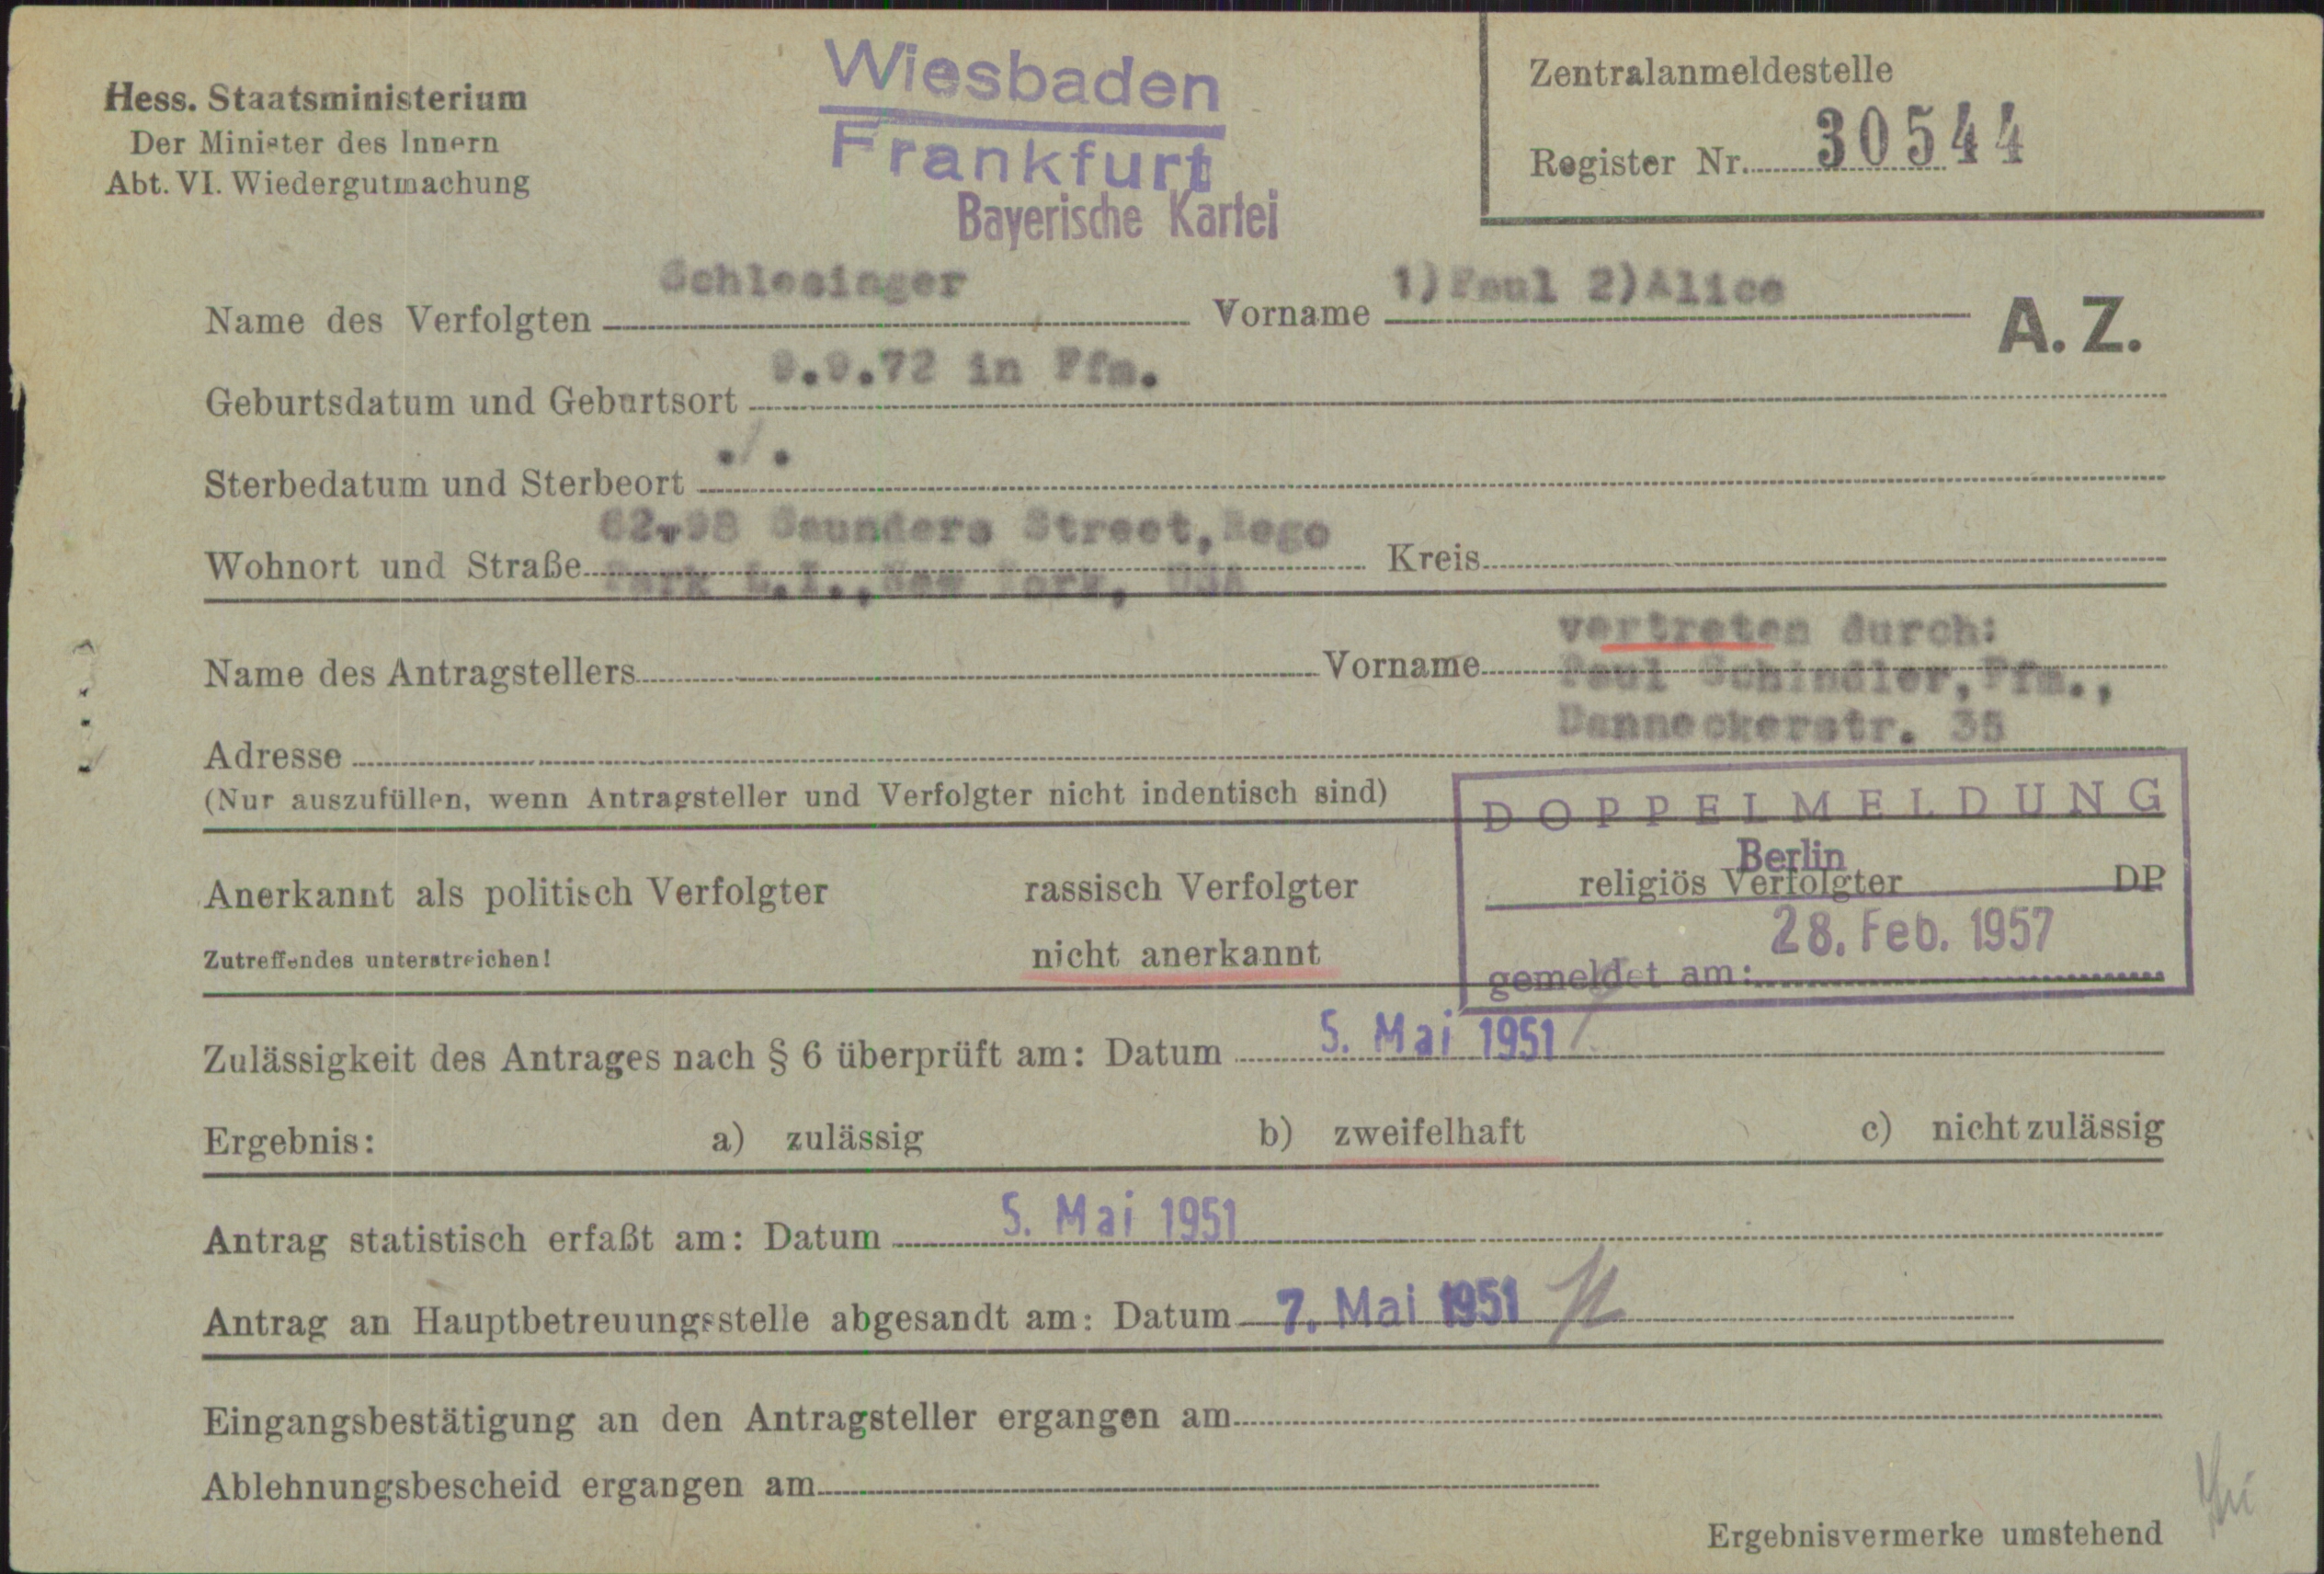 Hess. Staatsministerium
Der Minister des Innern
Abt. VI. Wiedergutmachung
Wiesbaden
Frankfurt
Bayerische Kartei
Zentralanmeldestelle
Register Nr. 30544
Name des Verfolgten Schlesinger Vorname 1)Paul 2)Alice
A. Z.
Geburtsdatum und Geburtsort 9.9.72 in Ffm.
Sterbedatum und Sterbeort ./.
Wohnort und Straße 62-98 Saunders Street, Rego Kreis
Park L.I., New York, USA
vertreten durch:
Name des Antragstellers Vorname Paul Schindler, Ffm.,
Danneckerstr. 35
Adresse
(Nur auszufüllen, wenn Antragsteller und Verfolgter nicht indentisch sind)
DOPPELMELDUNG
Berlin
Anerkannt als politisch Verfolgter rassisch Verfolgter religiös Verfolgter DP
28. Feb. 1957
Zutreffendes unterstreichen! nicht anerkannt
gemeldet am:
Zulässigkeit des Antrages nach § 6 überprüft am: Datum 5. Mai 1951
Ergebnis: a) zulässig b) zweifelhaft c) nicht zulässig
Antrag statistisch erfaßt am: Datum 5. Mai 1951
Antrag an Hauptbetreuungsstelle abgesandt am: Datum 7. Mai 1951
Eingangsbestätigung an den Antragsteller ergangen am
Ablehnungsbescheid ergangen am
Ergebnisvermerke umstehend